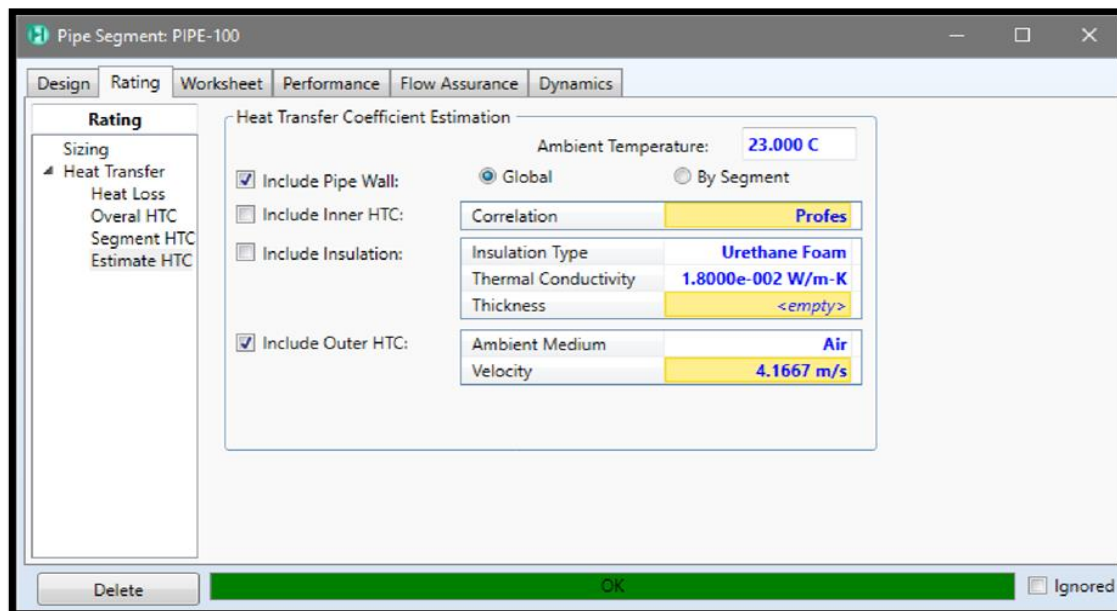 Pipe Segment: PIPE-100
Design Rating Worksheet Performance Flow Assurance Dynamics
Rating
Sizing
Heat Transfer
Heat Loss
Overal HTC
Segment HTC
Estimate HTC
Heat Transfer Coefficient Estimation
Ambient Temperature: 23.000 C
Include Pipe Wall: Global By Segment
Include Inner HTC: Correlation Profes
Include Insulation: Insulation Type Urethane Foam
Thermal Conductivity 1.8000e-002 W/m-K
Thickness <empty>
Include Outer HTC: Ambient Medium Air
Velocity 4.1667 m/s
Delete OK Ignored